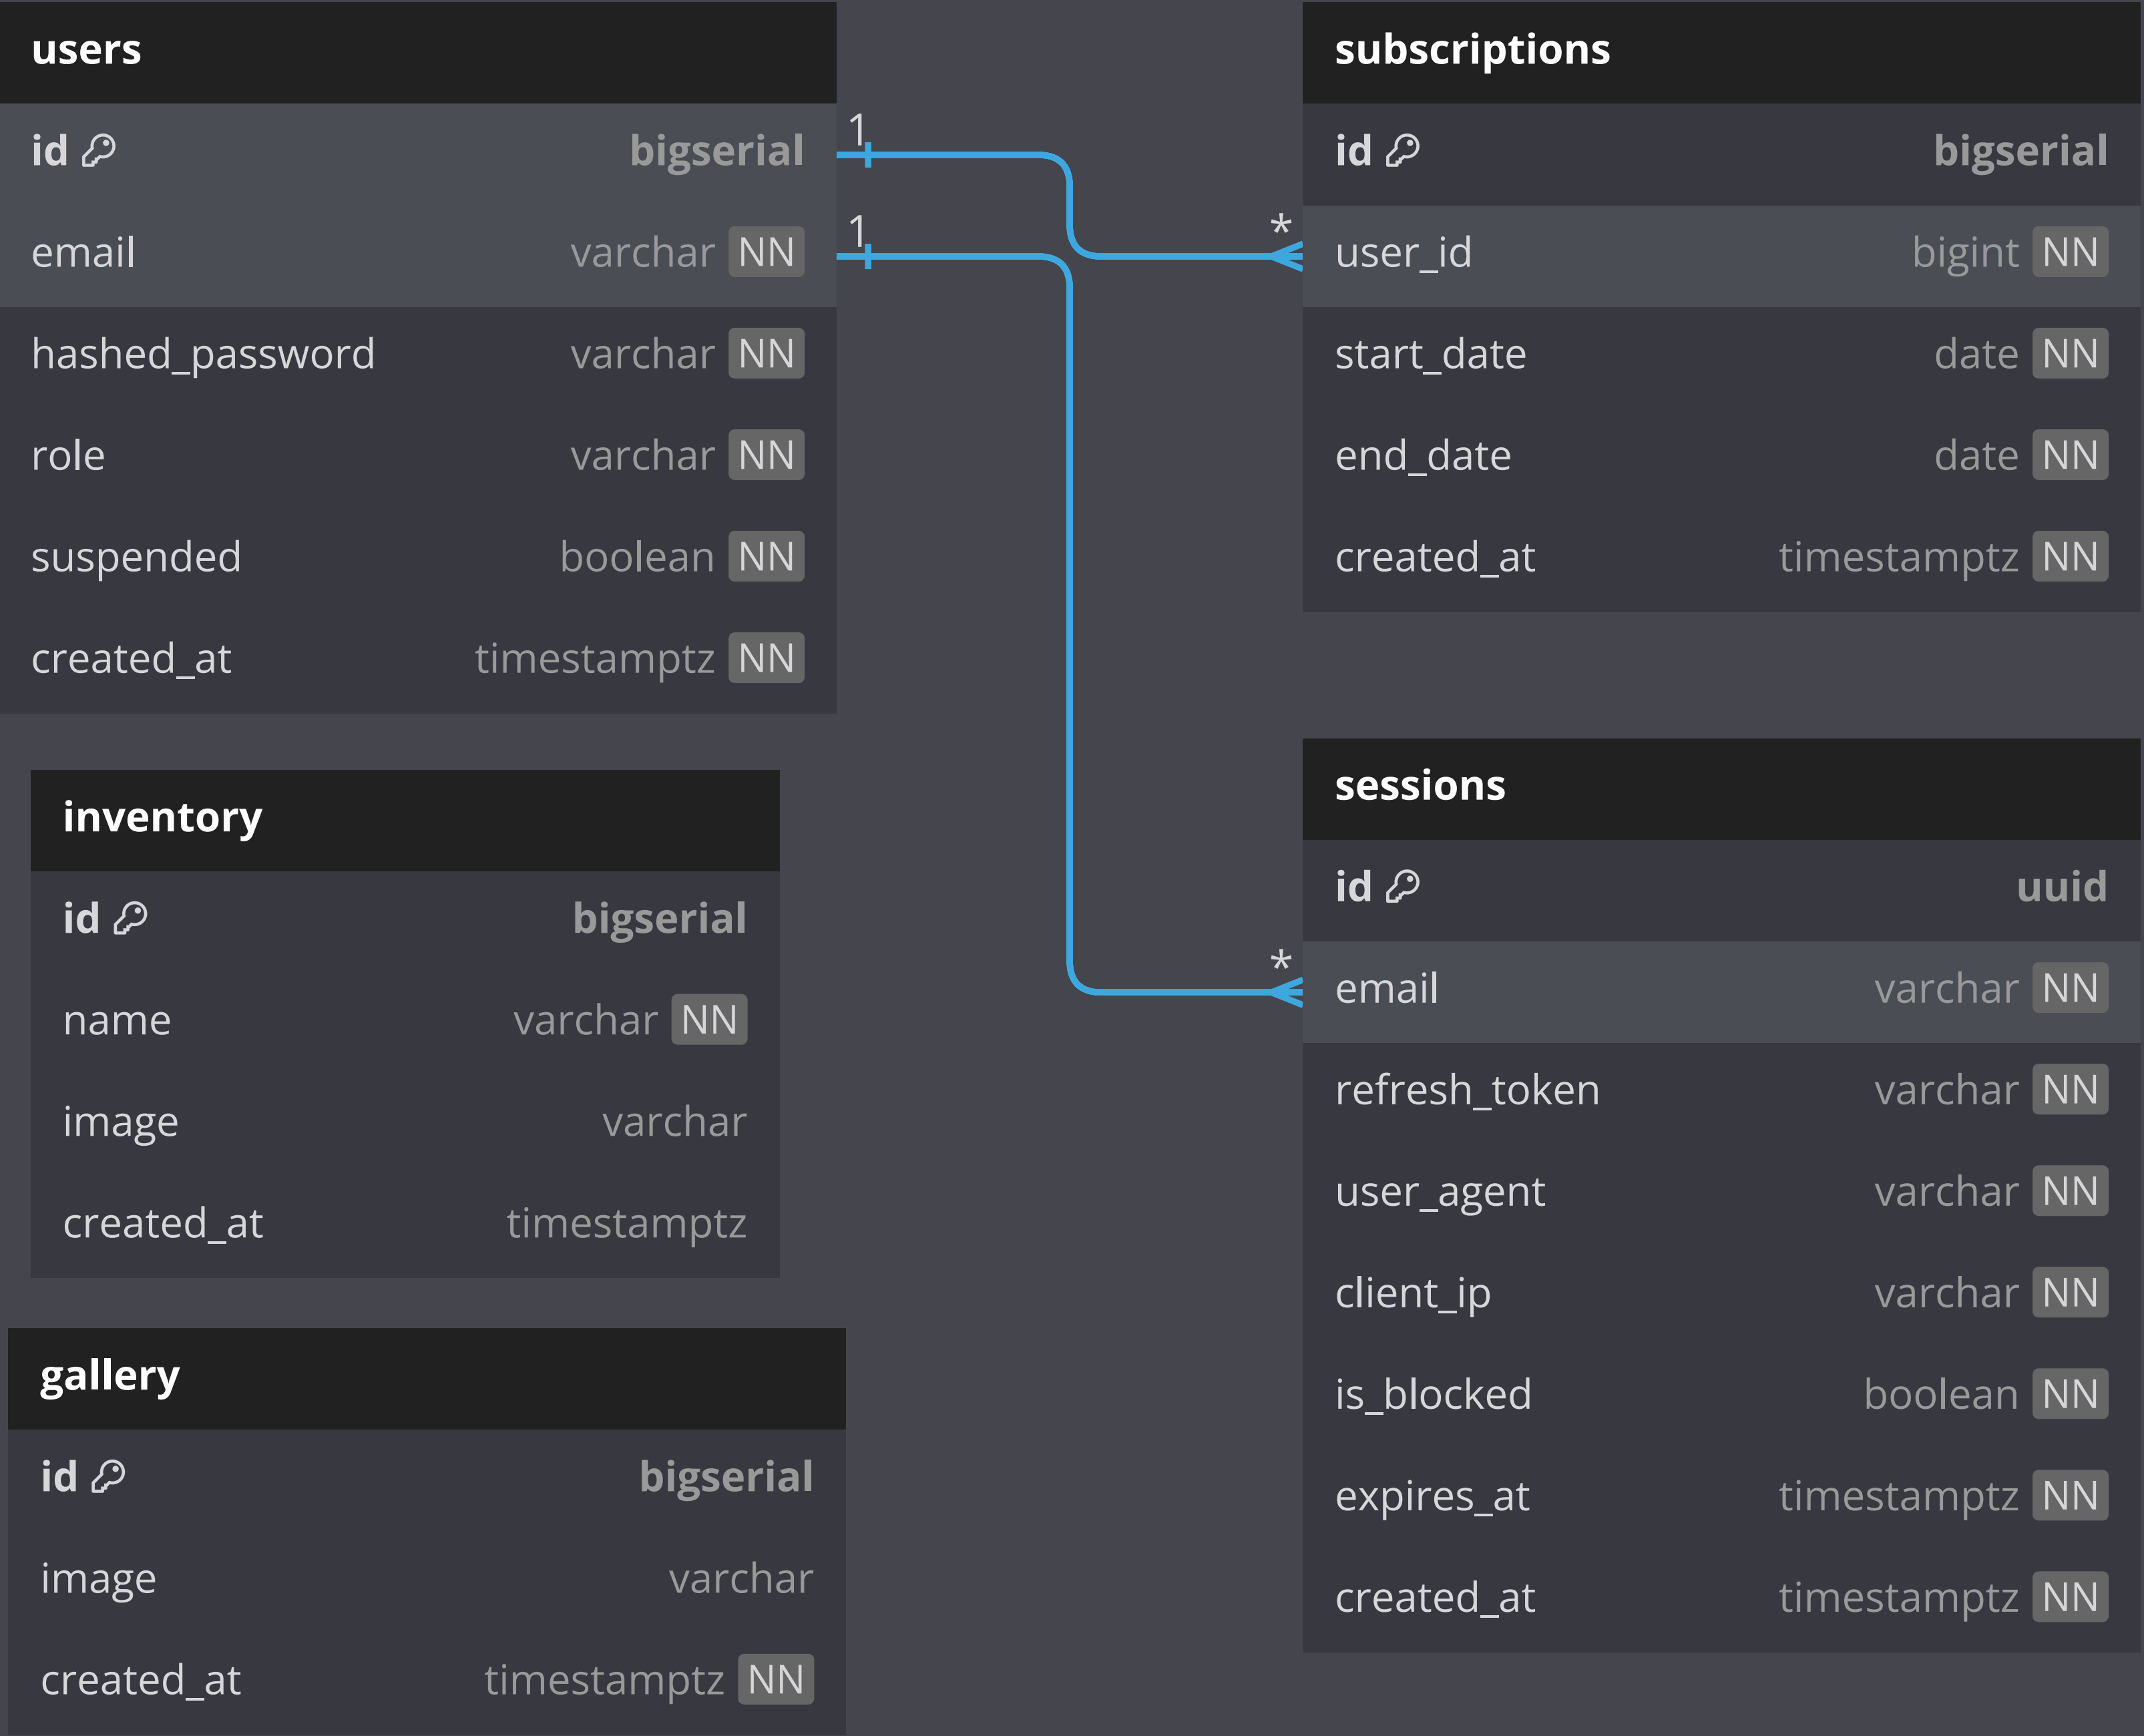 users
id bigserial
email varchar NN
hashed_password varchar NN
role varchar NN
suspended boolean NN
created_at timestamptz NN
1
1
*
*
subscriptions
id bigserial
user_id bigint NN
start_date date NN
end_date date NN
created_at timestamptz NN
inventory
id bigserial
name varchar NN
image varchar
created_at timestamptz
sessions
id uuid
email varchar NN
refresh_token varchar NN
user_agent varchar NN
client_ip varchar NN
is_blocked boolean NN
expires_at timestamptz NN
created_at timestamptz NN
gallery
id bigserial
image varchar
created_at timestamptz NN